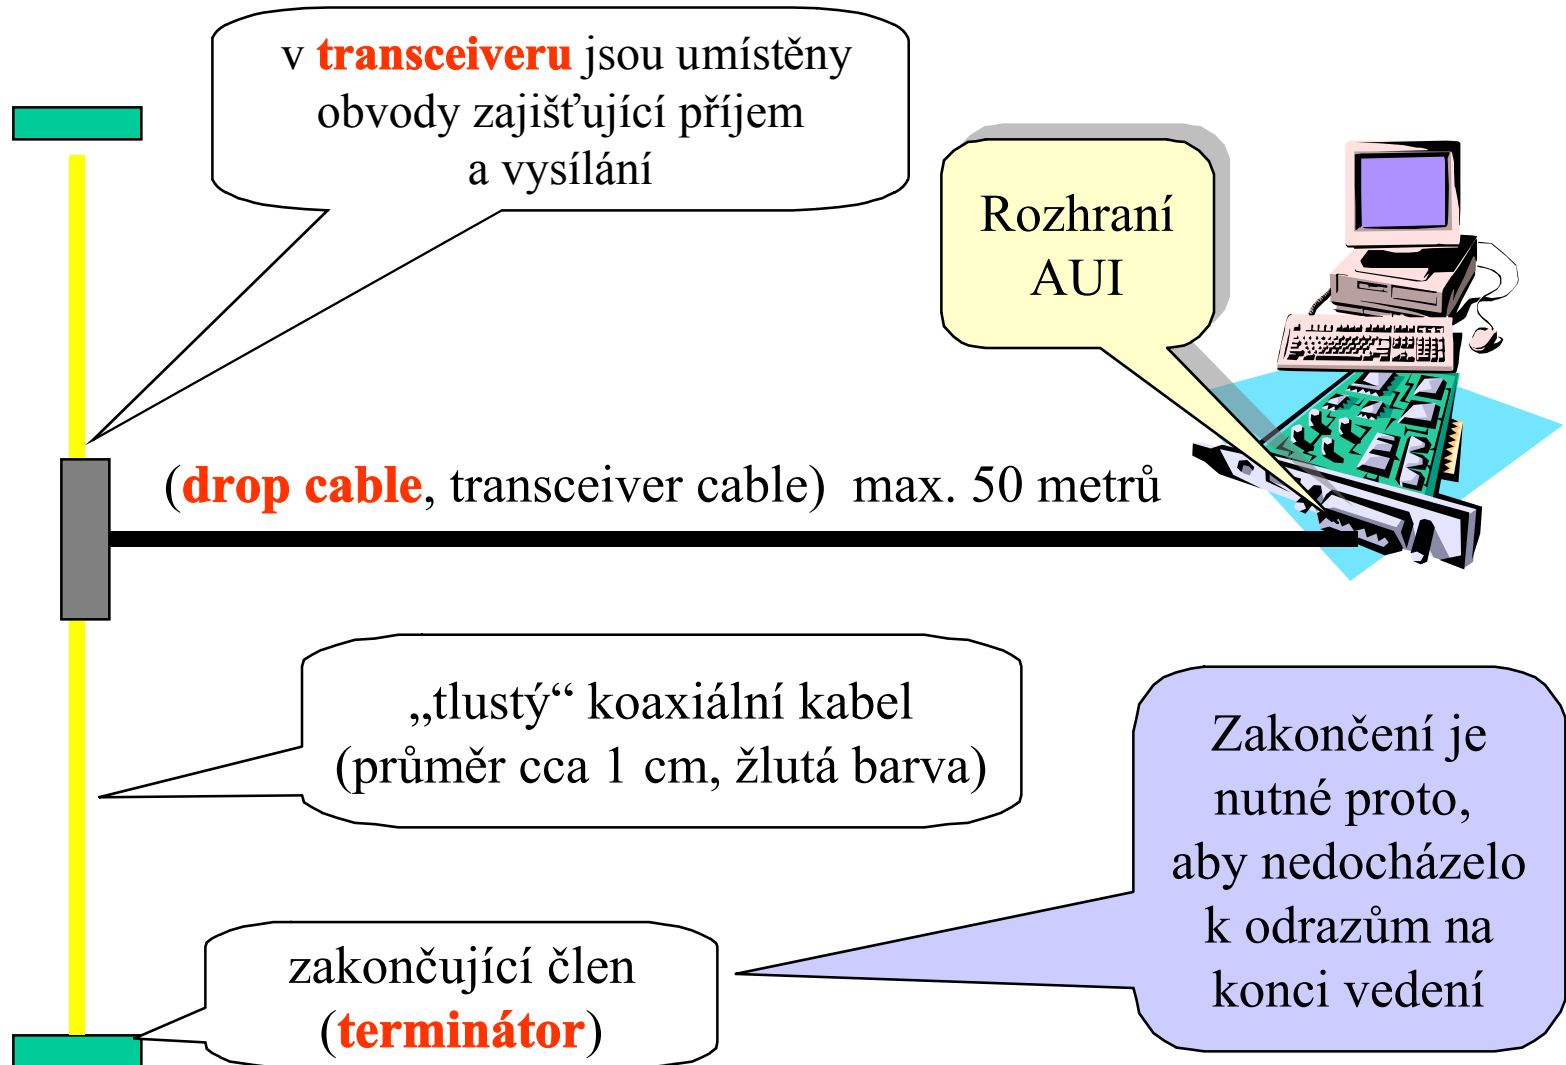 v transceiveru jsou umístěny
obvody zajišťující příjem
a vysílání
Rozhraní
AUI
(drop cable, transceiver cable) max. 50 metrů
„tlustý“ koaxiální kabel
(průměr cca 1 cm, žlutá barva)
Zakončení je
nutné proto,
aby nedocházelo
k odrazům na
konci vedení
zakončující člen
(terminátor)